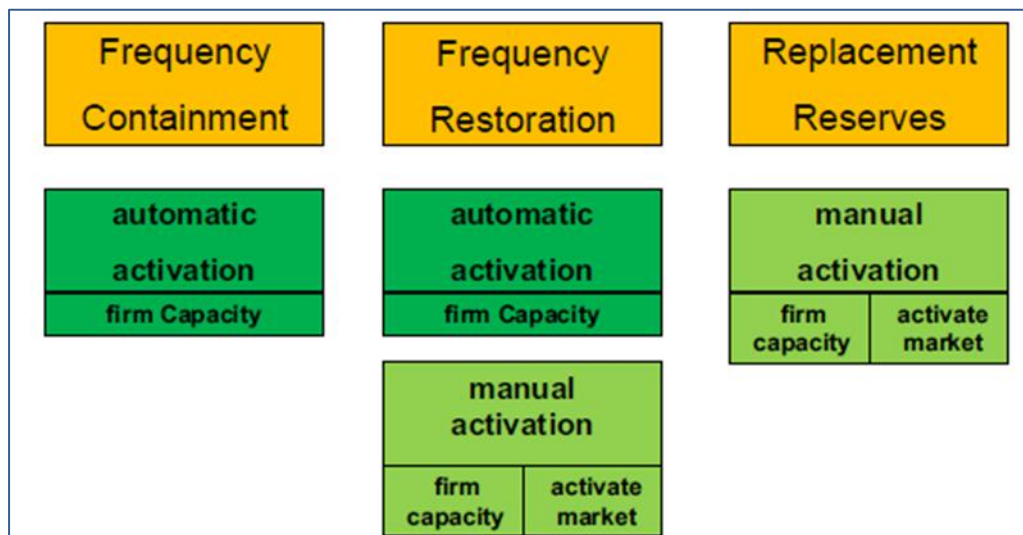 Frequency
Containment
automatic
activation
firm Capacity
Frequency
Restoration
automatic
activation
firm Capacity
manual
activation
firm
capacity
activate
market
Replacement
Reserves
manual
activation
firm
capacity
activate
market